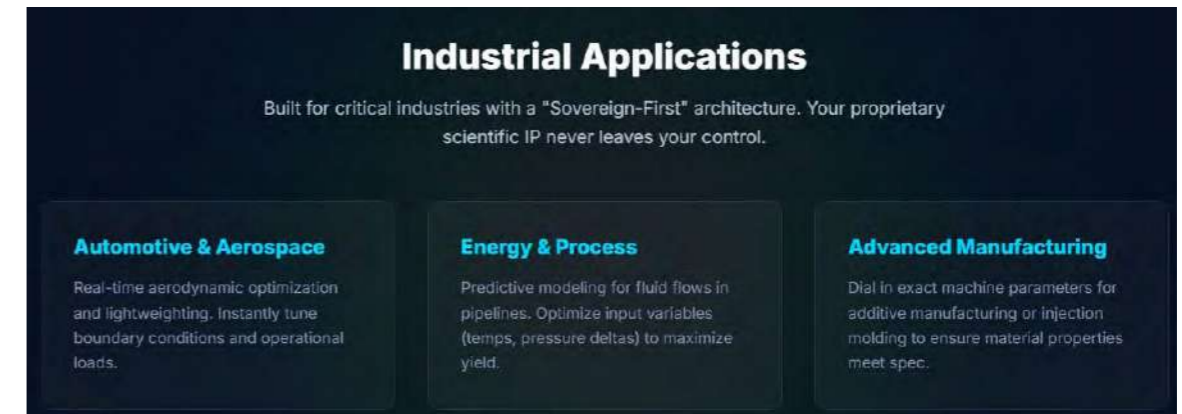 Industrial Applications
Built for critical industries with a "Sovereign-First" architecture. Your proprietary
scientific IP never leaves your control.
Automotive & Aerospace
Real-time aerodynamic optimization
and lightweighting. Instantly tune
boundary conditions and operational
loads.
Energy & Process
Predictive modeling for fluid flows in
pipelines. Optimize input variables
(temps, pressure deltas) to maximize
yield.
Advanced Manufacturing
Dial in exact machine parameters for
additive manufacturing or injection
molding to ensure material properties
meet spec.